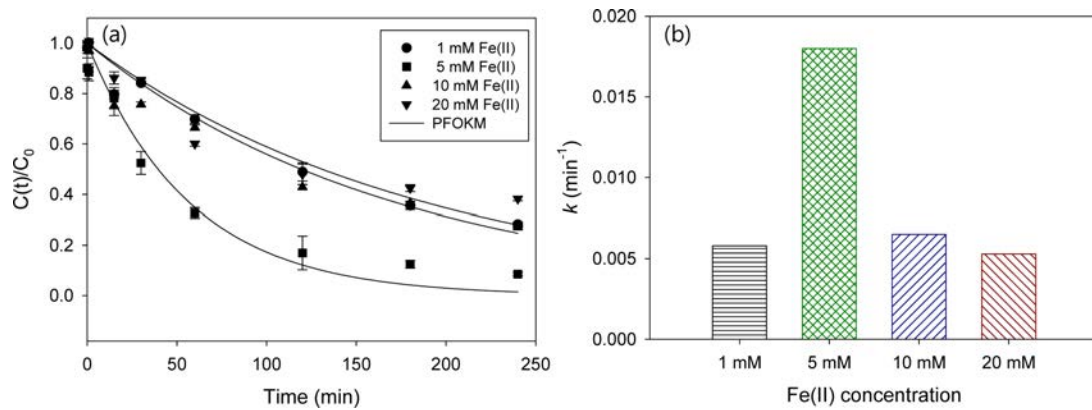 (a)
1 mM Fe(II)
5 mM Fe(II)
10 mM Fe(II)
20 mM Fe(II)
PFOKM
C(t)/C₀
1.0
0.8
0.6
0.4
0.2
0.0
0 50 100 150 200 250
Time (min)
(b)
k (min⁻¹)
0.020
0.015
0.010
0.005
0.000
1 mM 5 mM 10 mM 20 mM
Fe(II) concentration